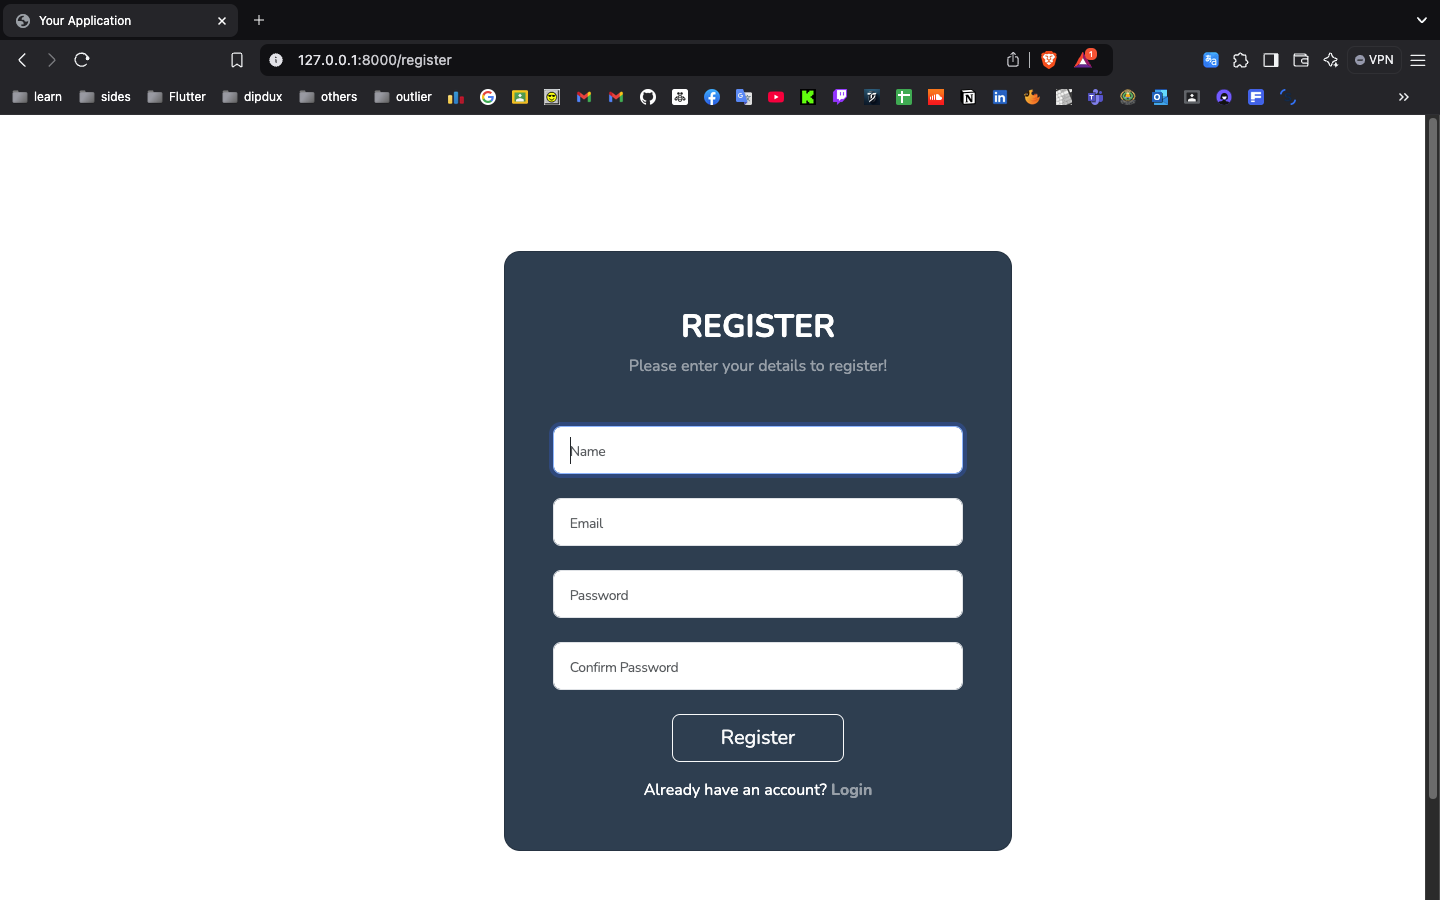 Your Application
127.0.0.1:8000/register
1
VPN
learn
sides
Flutter
dipdux
others
outlier
REGISTER
Please enter your details to register!
Name
Email
Password
Confirm Password
Register
Already have an account? Login